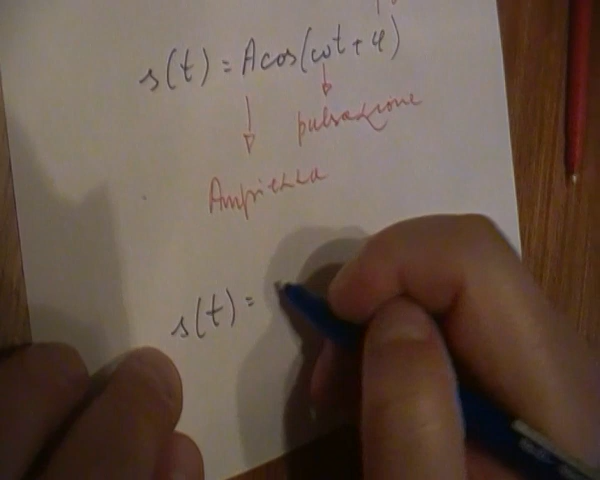 s(t) = Acos(ωt + φ)
pulsazione
Ampiezza
s(t) =